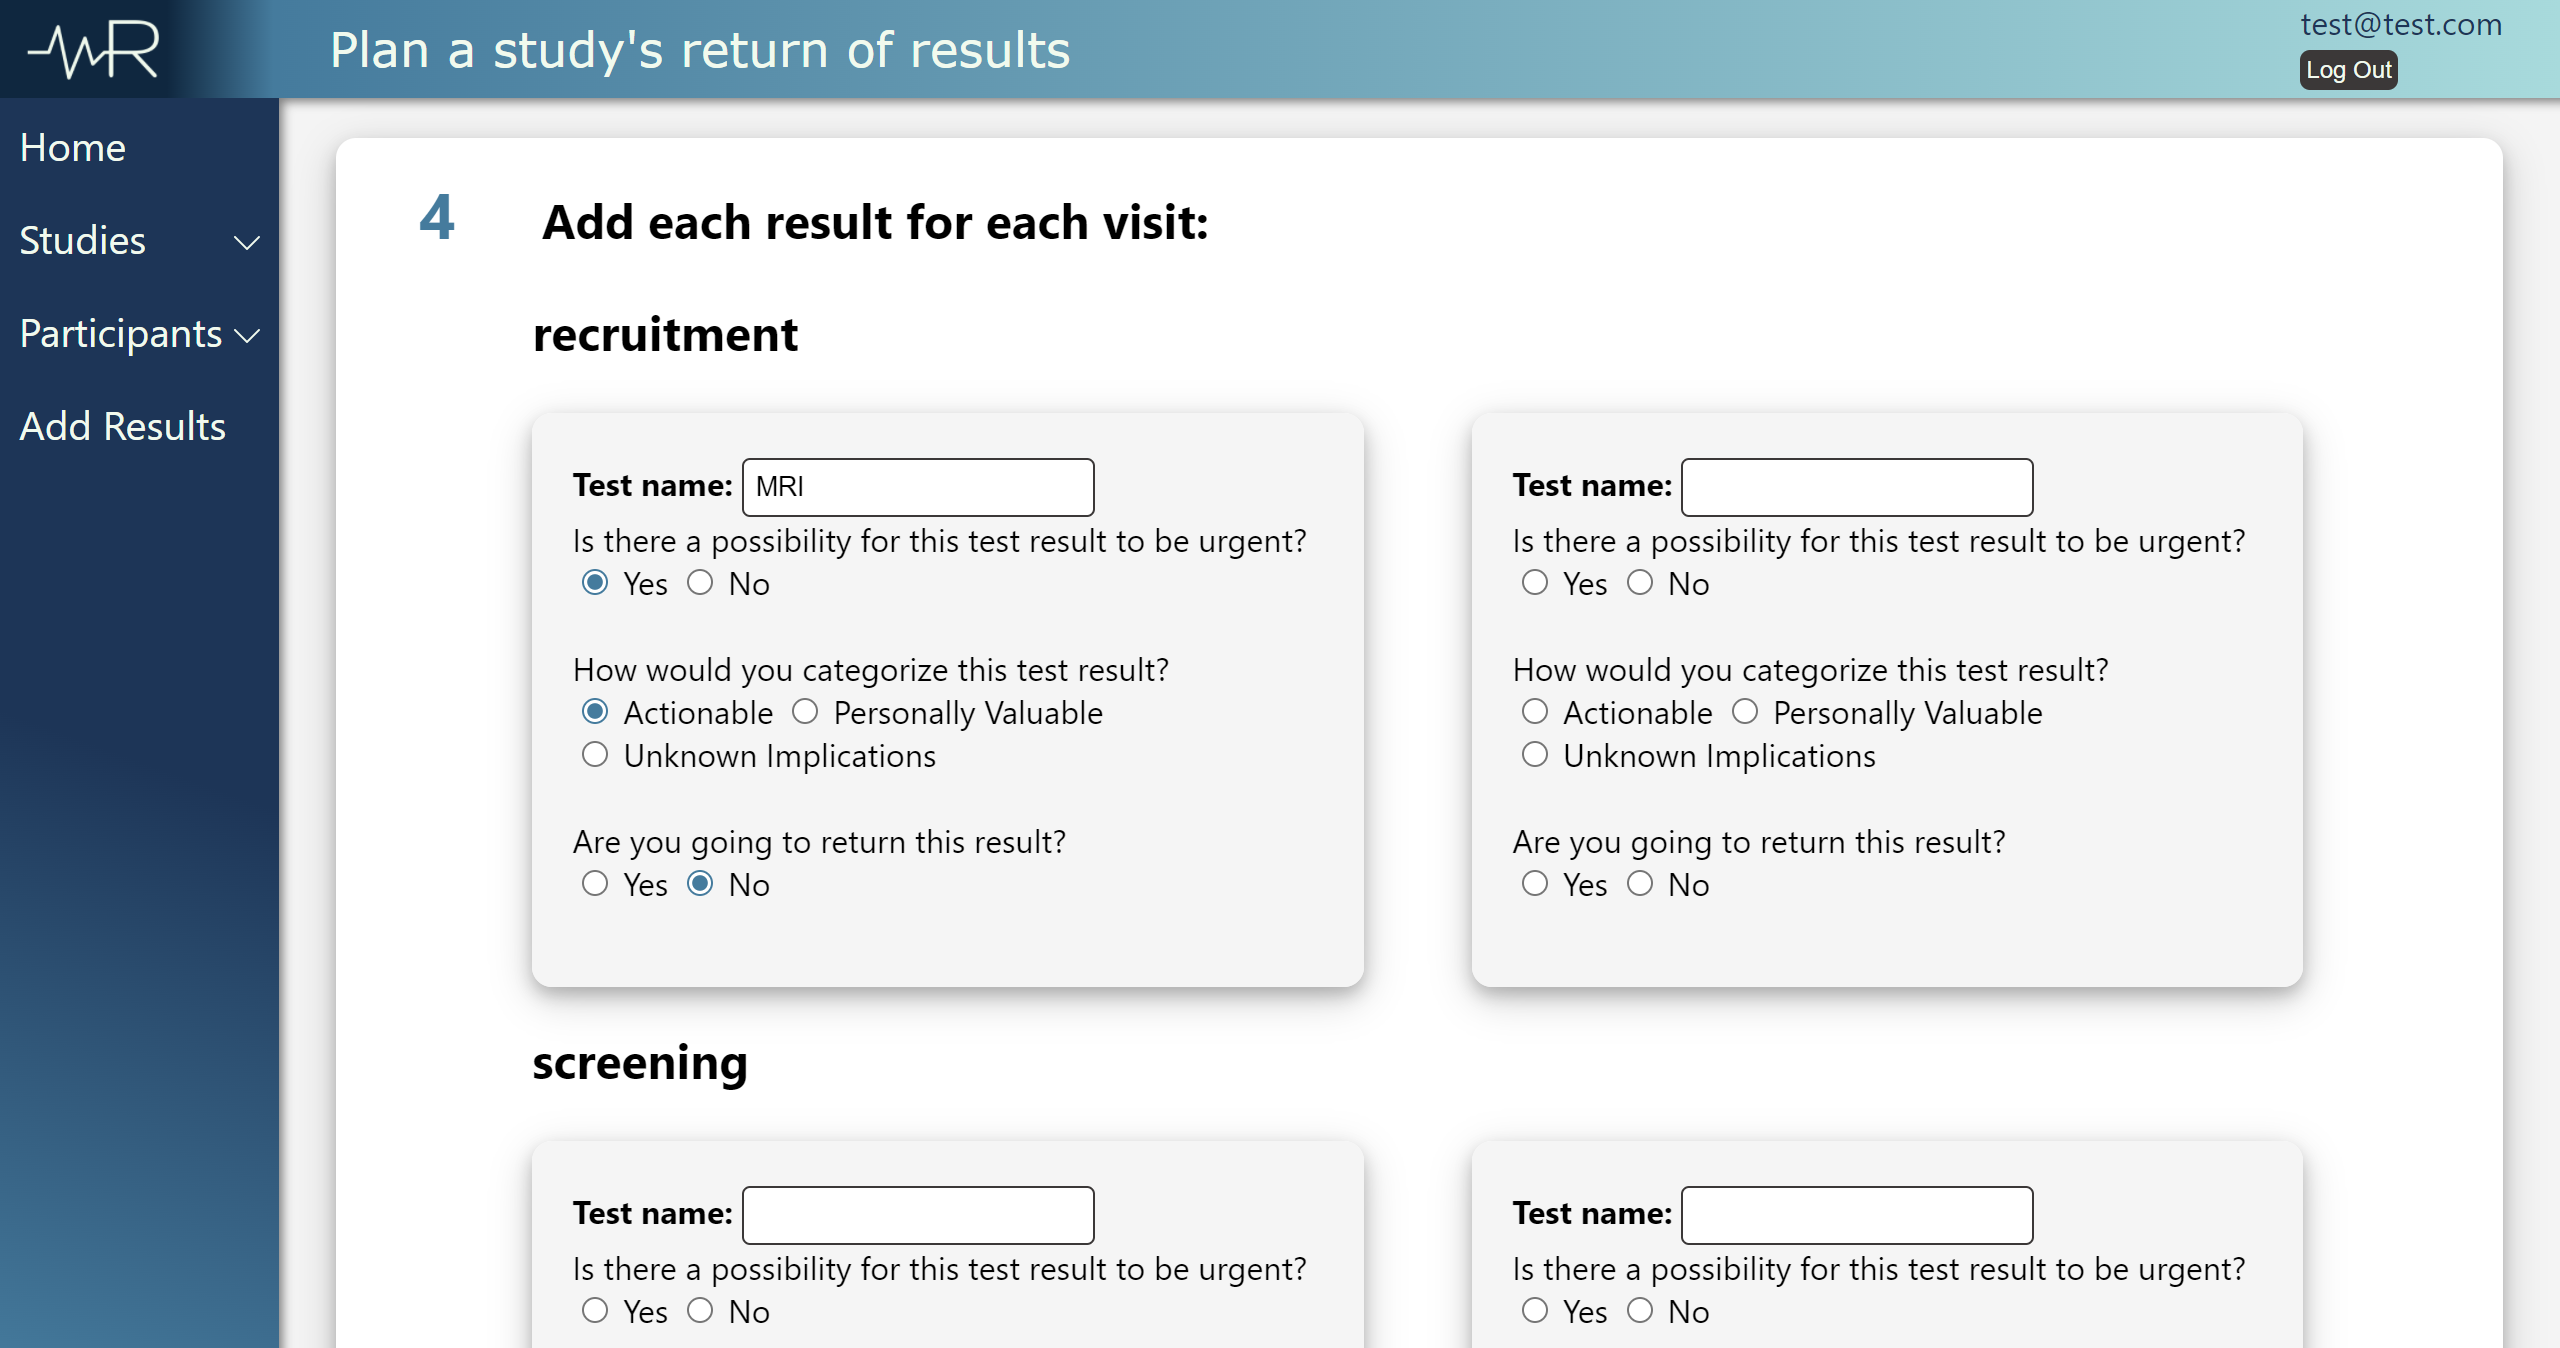 R
Plan a study's return of results
test@test.com
Log Out
Home
Studies
Participants
Add Results
4 Add each result for each visit:
recruitment
Test name: MRI
Is there a possibility for this test result to be urgent?
Yes No
How would you categorize this test result?
Actionable Personally Valuable
Unknown Implications
Are you going to return this result?
Yes No
Test name:
Is there a possibility for this test result to be urgent?
Yes No
How would you categorize this test result?
Actionable Personally Valuable
Unknown Implications
Are you going to return this result?
Yes No
screening
Test name:
Is there a possibility for this test result to be urgent?
Yes No
Test name:
Is there a possibility for this test result to be urgent?
Yes No